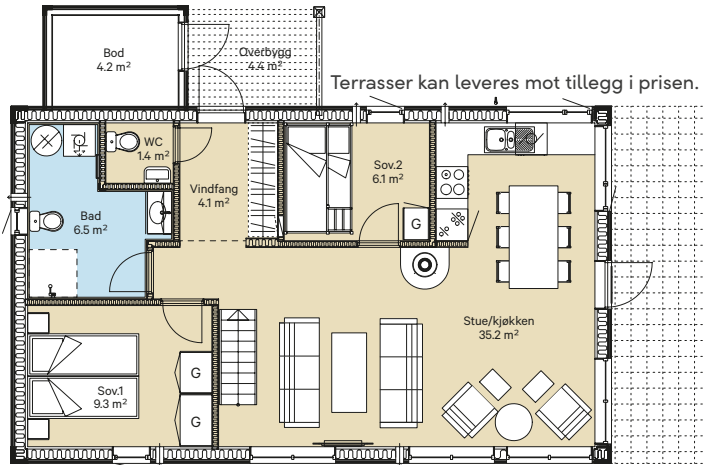 Bod
4.2 m²
Overbygg
4.4 m²
Terrasser kan leveres mot tillegg i prisen.
WC
1.4 m²
Sov.2
6.1 m²
Vindfang
4.1 m²
Bad
6.5 m²
G
Stue/kjøkken
35.2 m²
G
Sov.1
9.3 m²
G